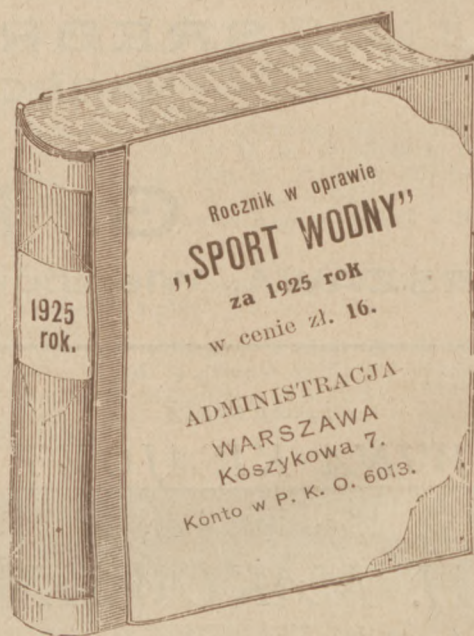 1925
rok.
Rocznik w oprawie
„SPORT WODNY”
za 1925 rok
w cenie zł. 16.
ADMINISTRACJA
WARSZAWA
Koszykowa 7.
Konto w P. K. O. 6013.